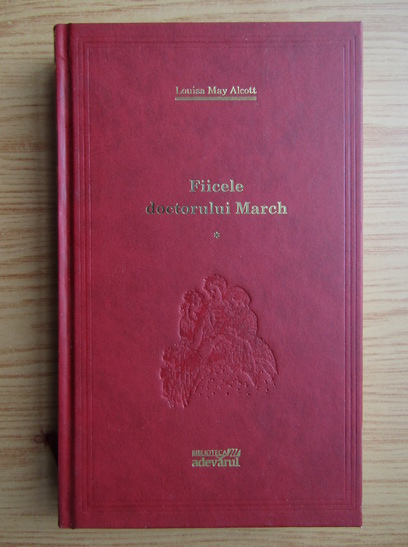 Louisa May Alcott
Fiicele
doctorului March
*
BIBLIOTECA
adevărul